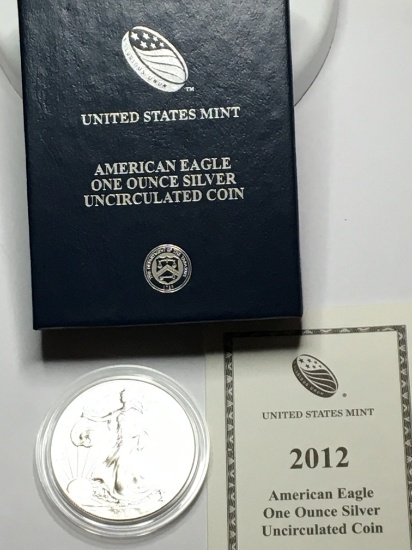 TM
UNITED STATES MINT
AMERICAN EAGLE
ONE OUNCE SILVER
UNCIRCULATED COIN
®
UNITED STATES MINT
2012
American Eagle
One Ounce Silver
Uncirculated Coin